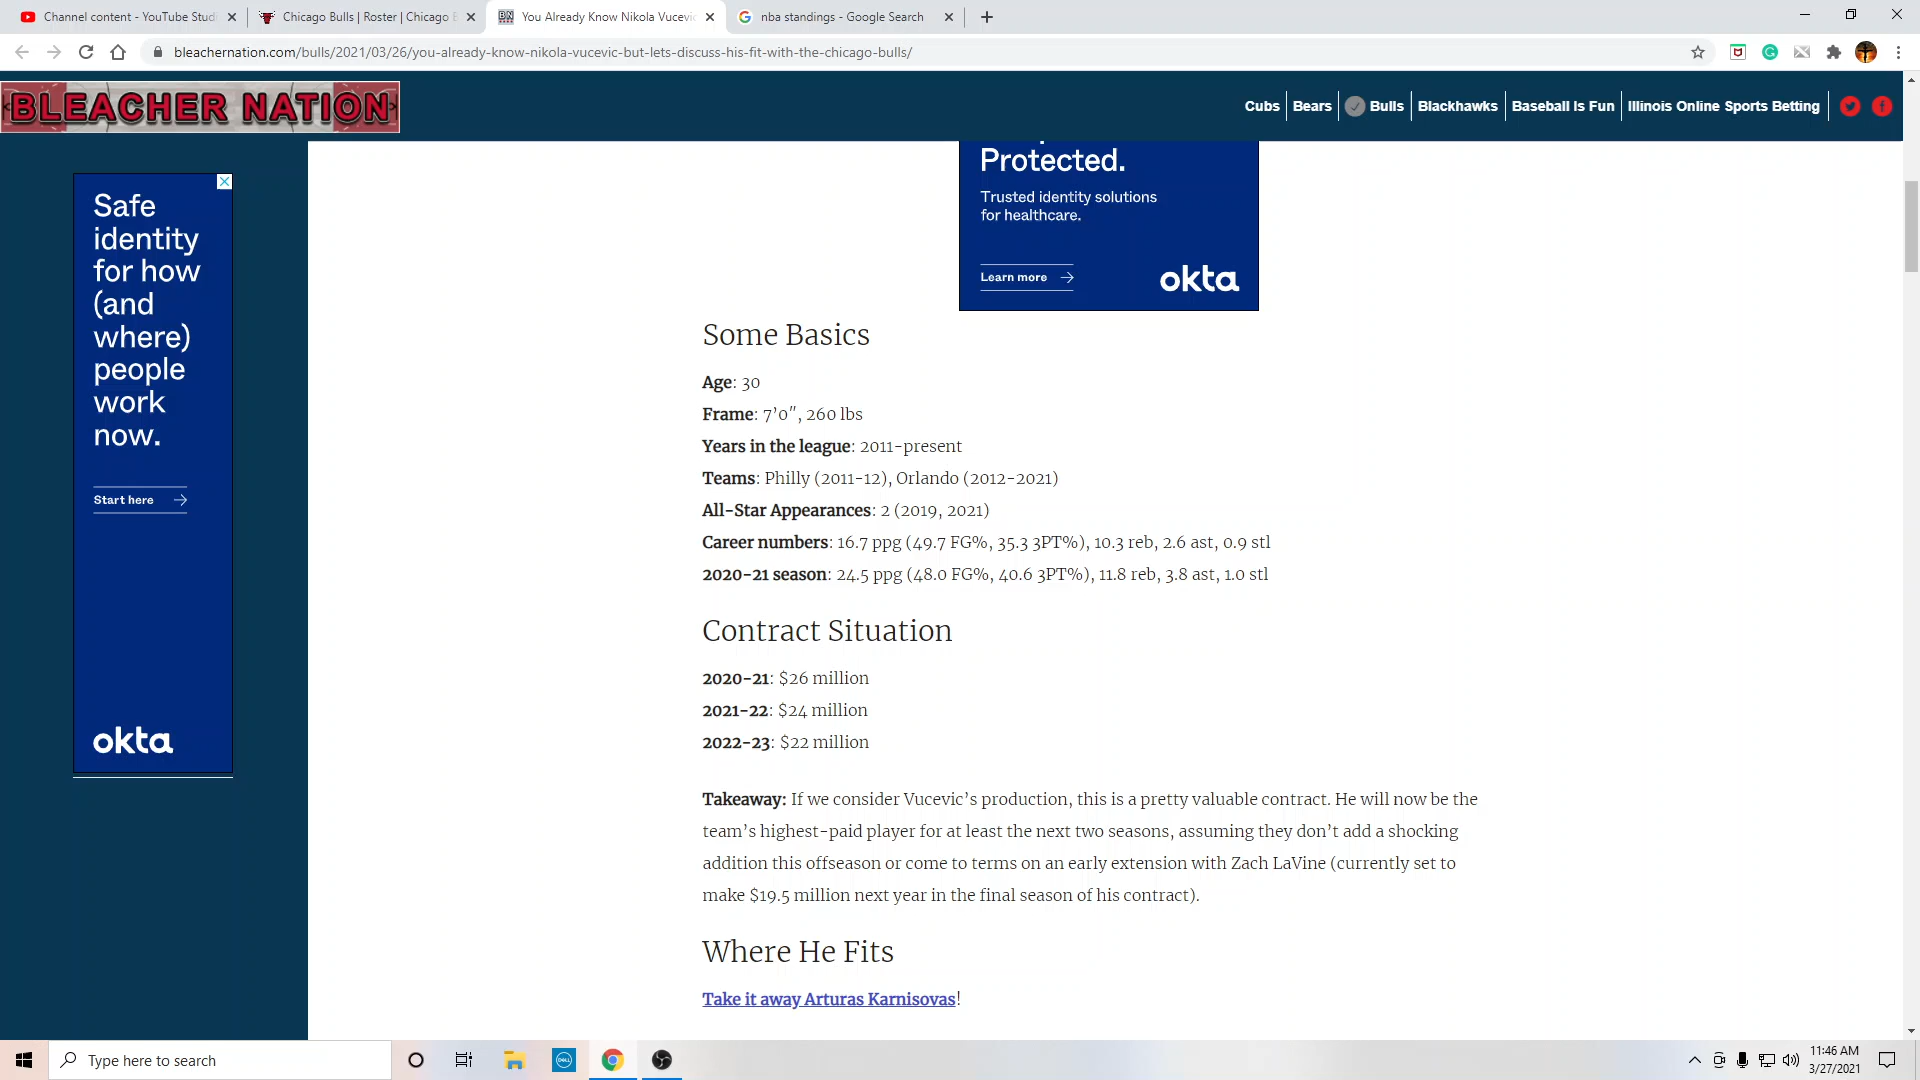 Channel content - YouTube Studi
Chicago Bulls | Roster | Chicago B
BN
You Already Know Nikola Vucevic
G nba standings - Google Search
bleachernation.com/bulls/2021/03/26/you-already-know-nikola-vucevic-but-lets-discuss-his-fit-with-the-chicago-bulls/
BLEACHER NATION
Cubs
Bears
Bulls
Blackhawks
Baseball Is Fun
Illinois Online Sports Betting
Safe
identity
for how
(and
where)
people
work
now.
Start here
okta
Protected.
Trusted identity solutions
for healthcare.
Learn more
okta
Some Basics
Age: 30
Frame: 7’0″, 260 lbs
Years in the league: 2011-present
Teams: Philly (2011-12), Orlando (2012-2021)
All-Star Appearances: 2 (2019, 2021)
Career numbers: 16.7 ppg (49.7 FG%, 35.3 3PT%), 10.3 reb, 2.6 ast, 0.9 stl
2020-21 season: 24.5 ppg (48.0 FG%, 40.6 3PT%), 11.8 reb, 3.8 ast, 1.0 stl
Contract Situation
2020-21: $26 million
2021-22: $24 million
2022-23: $22 million
Takeaway: If we consider Vucevic’s production, this is a pretty valuable contract. He will now be the
team’s highest-paid player for at least the next two seasons, assuming they don’t add a shocking
addition this offseason or come to terms on an early extension with Zach LaVine (currently set to
make $19.5 million next year in the final season of his contract).
Where He Fits
Take it away Arturas Karnisovas!
Type here to search
DELL
11:46 AM
3/27/2021